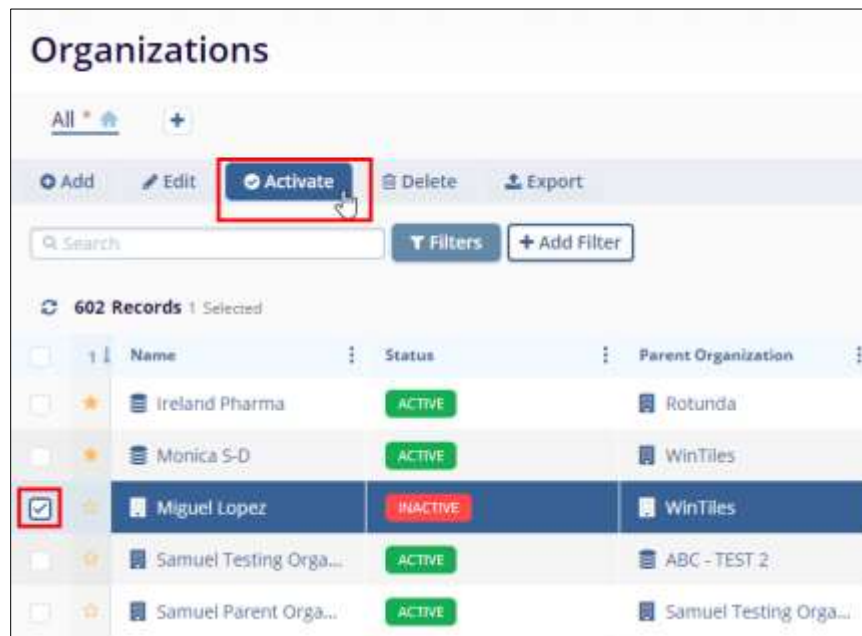 Organizations
All *
Add Edit Activate Delete Export
Search Filters + Add Filter
602 Records 1 Selected
1 Name Status Parent Organization
Ireland Pharma ACTIVE Rotunda
Monica S-D ACTIVE WinTiles
Miguel Lopez INACTIVE WinTiles
Samuel Testing Orga... ACTIVE ABC - TEST 2
Samuel Parent Orga... ACTIVE Samuel Testing Orga...